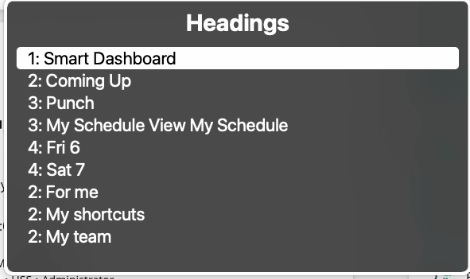 Headings
1: Smart Dashboard
2: Coming Up
3: Punch
3: My Schedule View My Schedule
4: Fri 6
4: Sat 7
2: For me
2: My shortcuts
2: My team